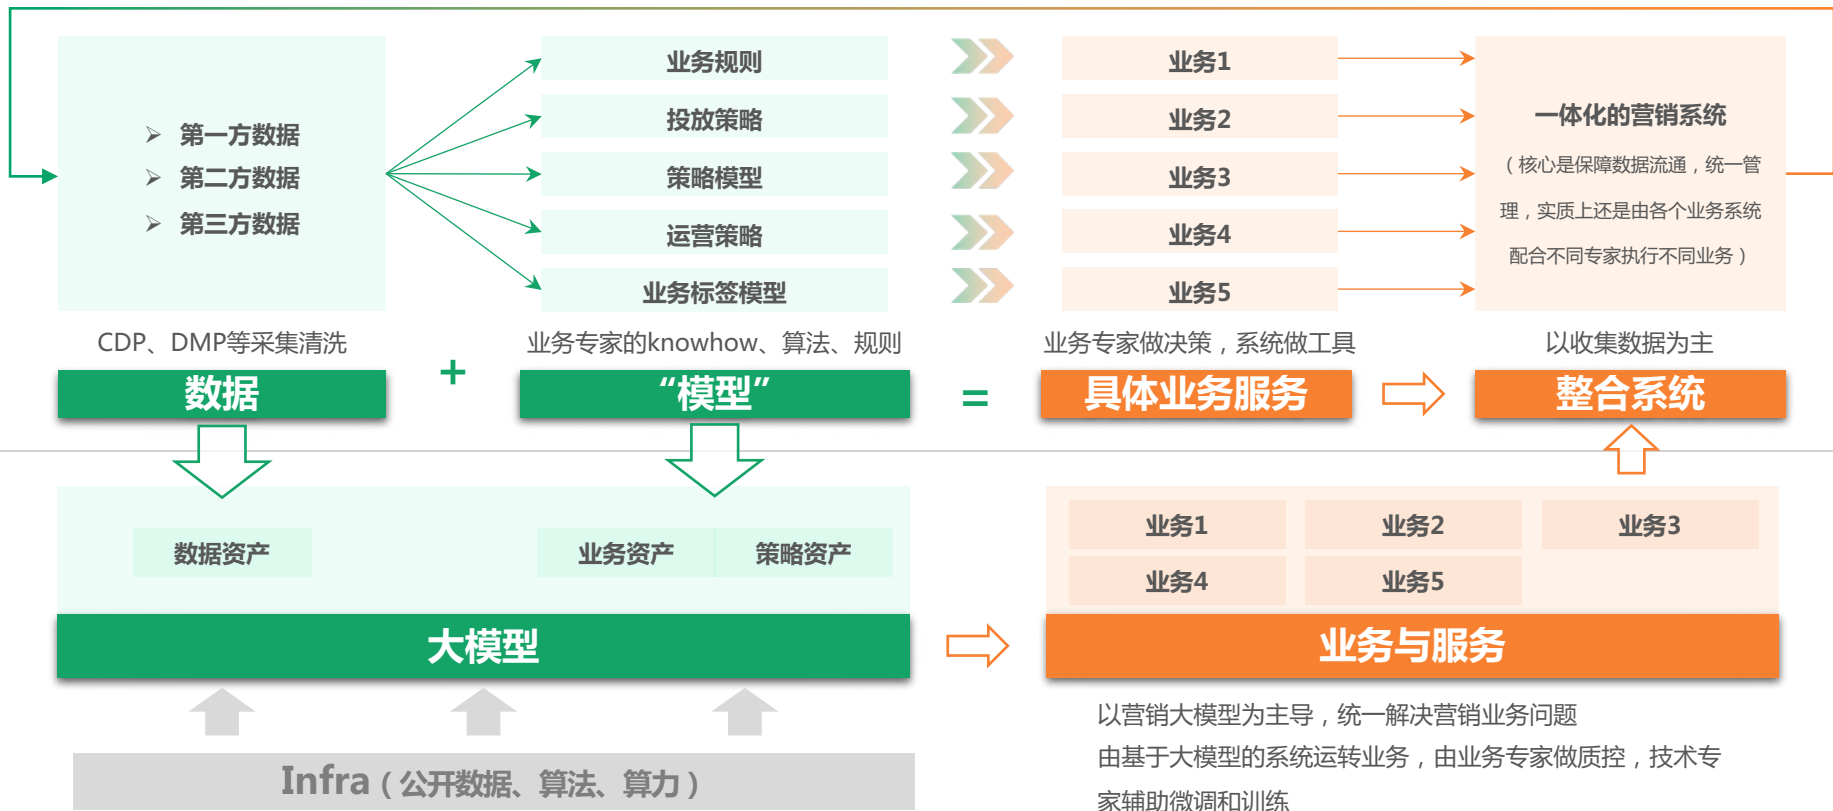 第一方数据
第二方数据
第三方数据
CDP、DMP等采集清洗
数据
+
业务规则
投放策略
策略模型
运营策略
业务标签模型
业务专家的knowhow、算法、规则
“模型”
=
业务1
业务2
业务3
业务4
业务5
业务专家做决策，系统做工具
具体业务服务
一体化的营销系统
（核心是保障数据流通，统一管
理，实质上还是由各个业务系统
配合不同专家执行不同业务）
以收集数据为主
整合系统
数据资产
业务资产
策略资产
大模型
Infra（公开数据、算法、算力）
业务1
业务2
业务3
业务4
业务5
业务与服务
以营销大模型为主导，统一解决营销业务问题
由基于大模型的系统运转业务，由业务专家做质控，技术专
家辅助微调和训练